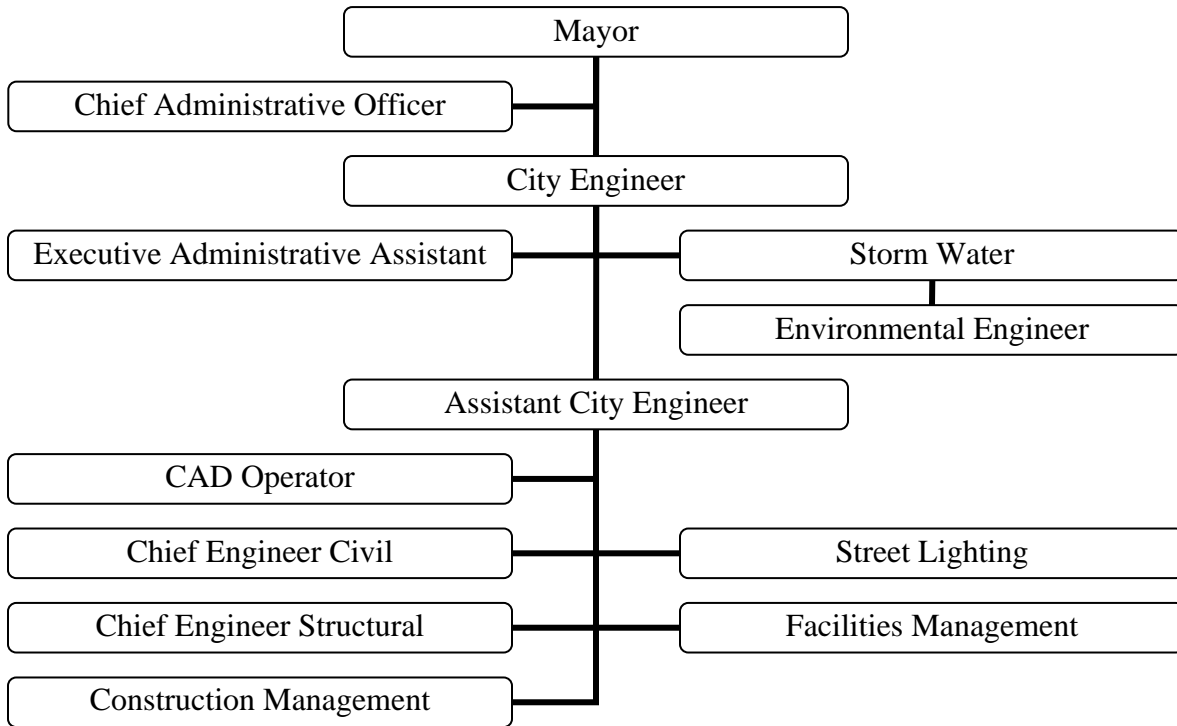 Mayor
Chief Administrative Officer
City Engineer
Executive Administrative Assistant
Storm Water
Environmental Engineer
Assistant City Engineer
CAD Operator
Chief Engineer Civil
Street Lighting
Chief Engineer Structural
Facilities Management
Construction Management